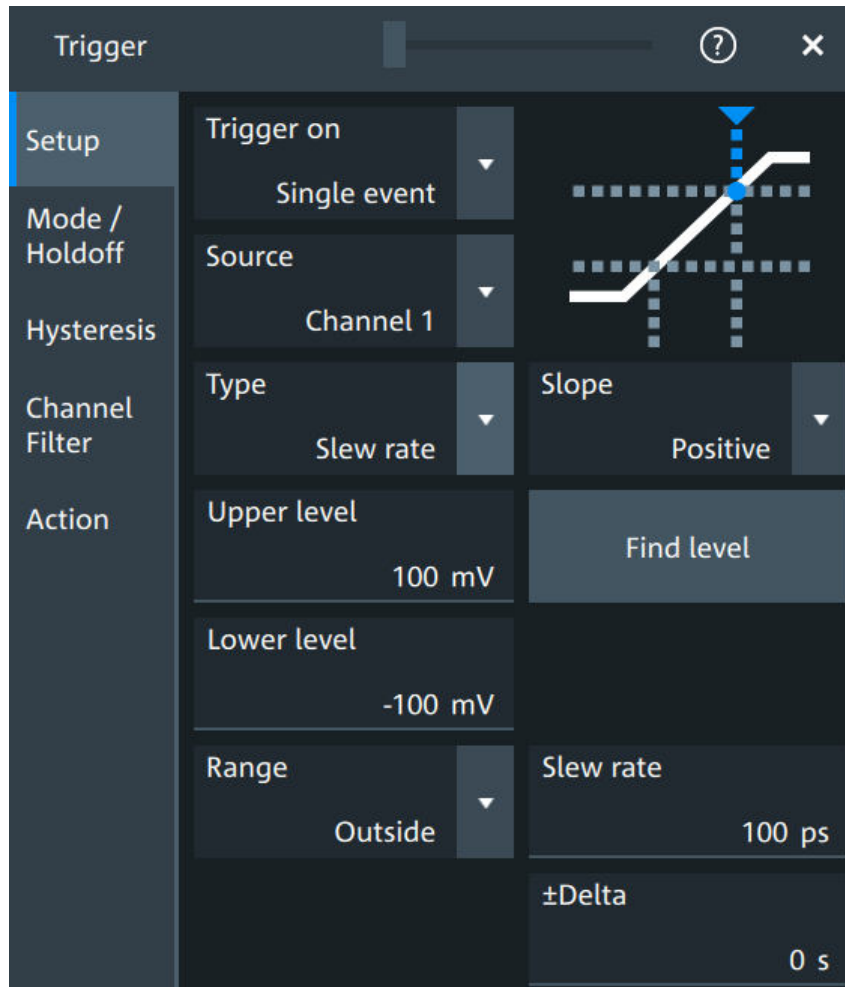 Trigger
?
×
Setup
Mode /
Holdoff
Hysteresis
Channel
Filter
Action
Trigger on
Single event
Source
Channel 1
Type
Slew rate
Slope
Positive
Upper level
100 mV
Find level
Lower level
-100 mV
Range
Outside
Slew rate
100 ps
±Delta
0 s